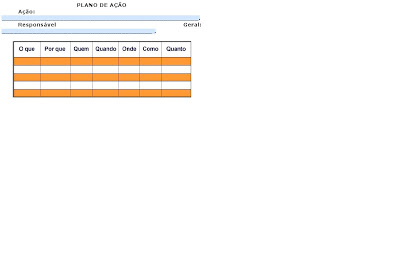 PLANO DE AÇÃO
Ação:
Responsável Geral:
O que Por que Quem Quando Onde Como Quanto